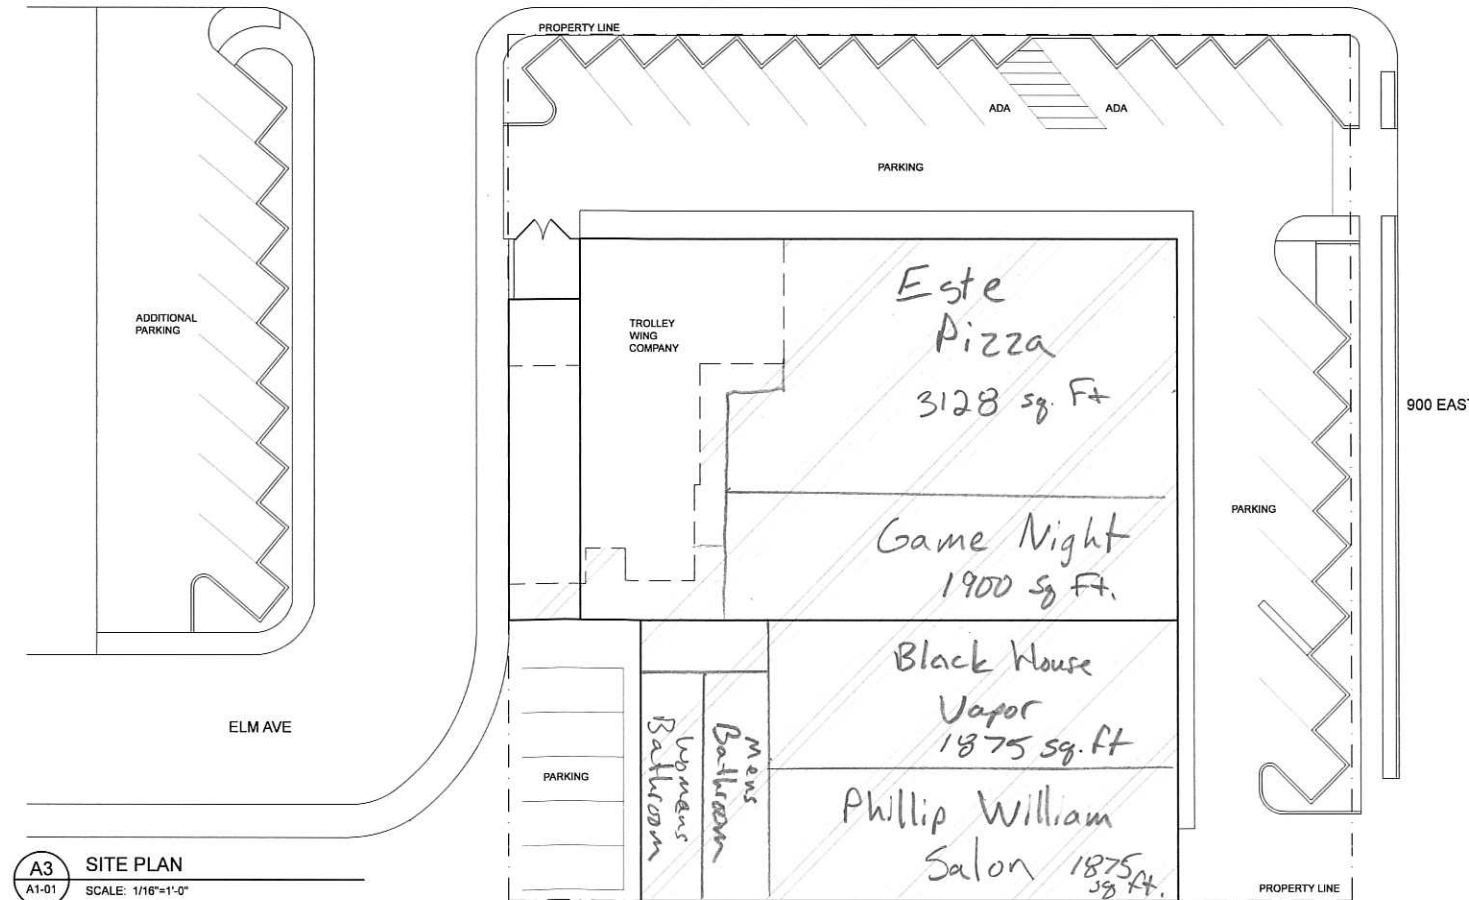 PROPERTY LINE
ADA
ADA
PARKING
ADDITIONAL
PARKING
TROLLEY
WING
COMPANY
Este
Pizza
3128 sq. Ft
900 EAST
PARKING
Game Night
1900 sq Ft.
Black House
Vapor
1875 sq. ft
ELM AVE
PARKING
Womens
Bathroom
Mens
Bathroom
Phillip William
Salon 1875
sq ft.
A3
A1-01
SITE PLAN
SCALE: 1/16"=1'-0"
PROPERTY LINE